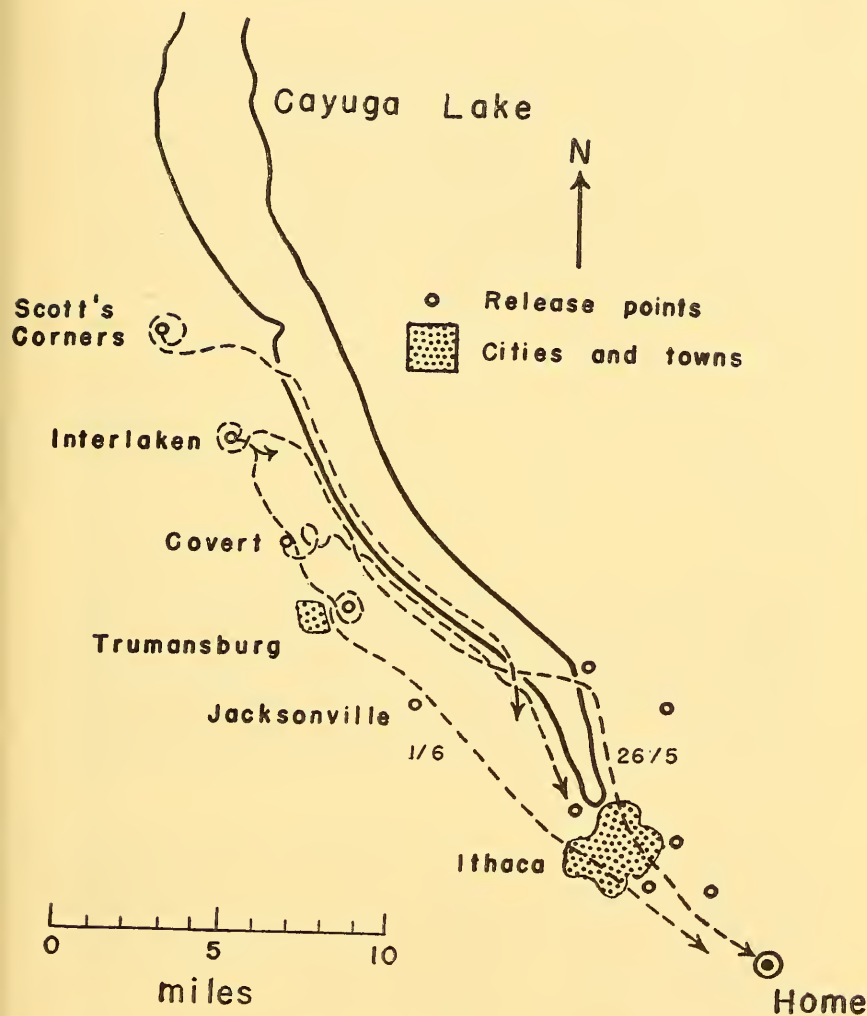 Cayuga Lake
N
Scott's
Corners
Release points
Cities and towns
Interlaken
Covert
Trumansburg
Jacksonville
1/6
26/5
Ithaca
0 5 10
miles
Home